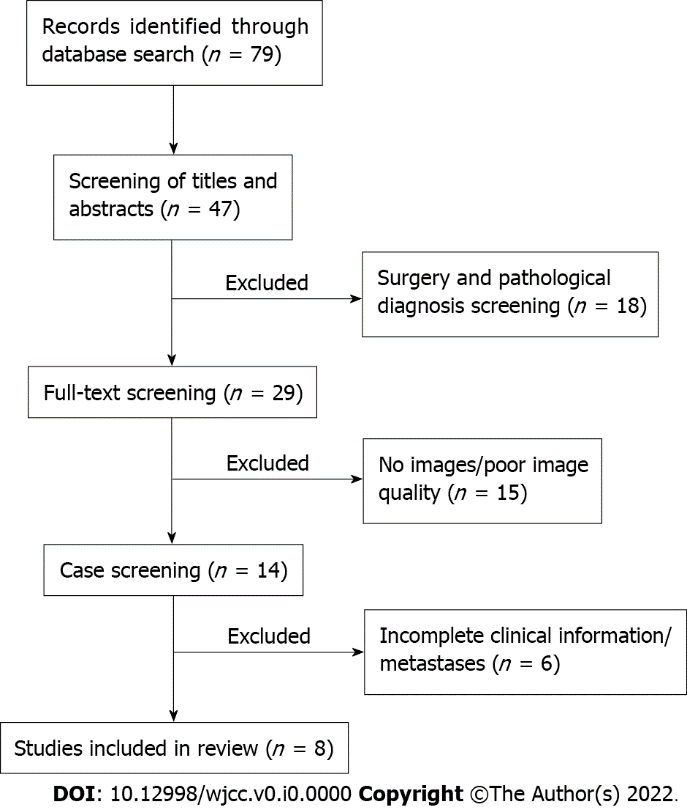 Records identified through
database search (n = 79)
Screening of titles and
abstracts (n = 47)
Excluded
Surgery and pathological
diagnosis screening (n = 18)
Full-text screening (n = 29)
Excluded
No images/poor image
quality (n = 15)
Case screening (n = 14)
Excluded
Incomplete clinical information/
metastases (n = 6)
Studies included in review (n = 8)
DOI: 10.12998/wjcc.v0.i0.0000 Copyright ©The Author(s) 2022.